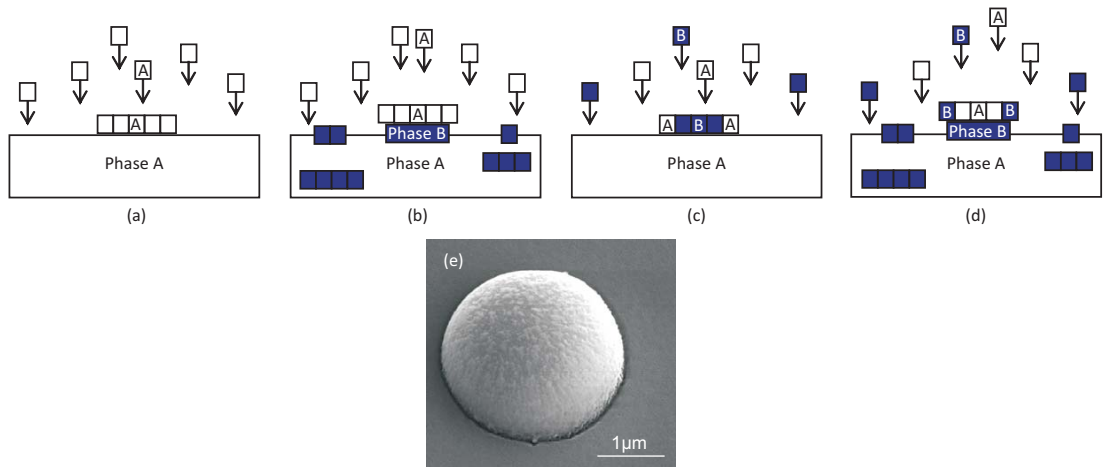 A
A
Phase A
(a)
A
A
Phase B
Phase A
(b)
B
A
A B A
Phase A
(c)
A
B
B A B
Phase B
Phase A
(d)
(e)
1μm